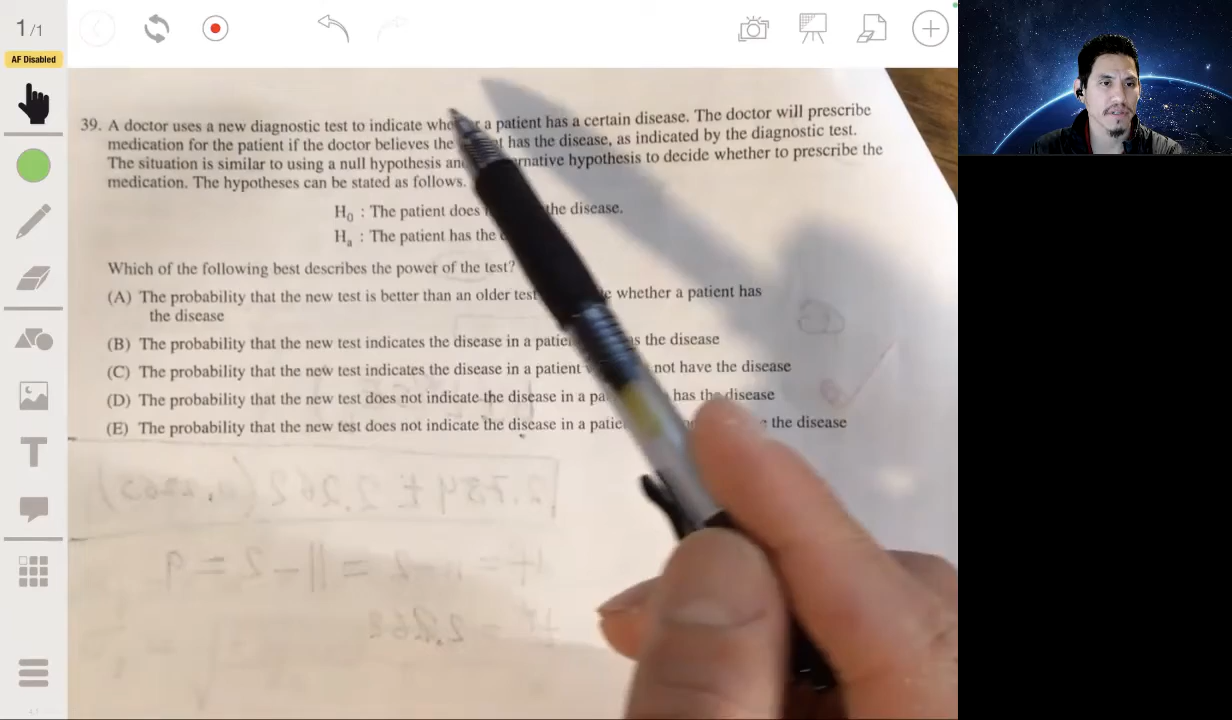 1/1
AF Disabled
39. A doctor uses a new diagnostic test to indicate a patient has a certain disease. The doctor will prescribe
medication for the patient if the doctor believes the has the disease, as indicated by the diagnostic test.
The situation is similar to using a null hypothesis hypothesis to decide whether to prescribe the
medication. The hypotheses can be stated as follows.
H0 : The patient does the disease.
Ha : The patient has the
Which of the following best describes the power of the test?
(A) The probability that the new test is better than an older test whether a patient has
the disease
(B) The probability that the new test indicates the disease in a the disease
(C) The probability that the new test indicates the disease in a patient not have the disease
(D) The probability that the new test does not indicate the disease in a has the disease
(E) The probability that the new test does not indicate the disease in a the disease
T